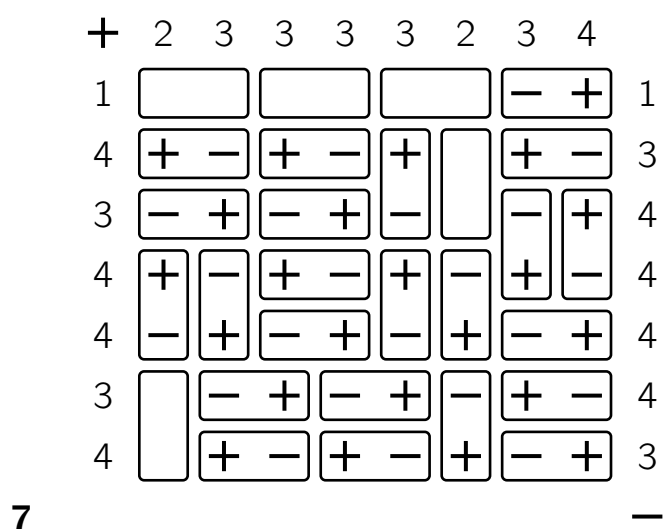 + 2 3 3 3 3 2 3 4
1 − + 1
4 + − + − + + − 3
3 − + − + − − + 4
4 + − + − + − + − 4
4 − + − + − + − + 4
3 − + − + − + − 4
4 + − + − + − + 3
7 −